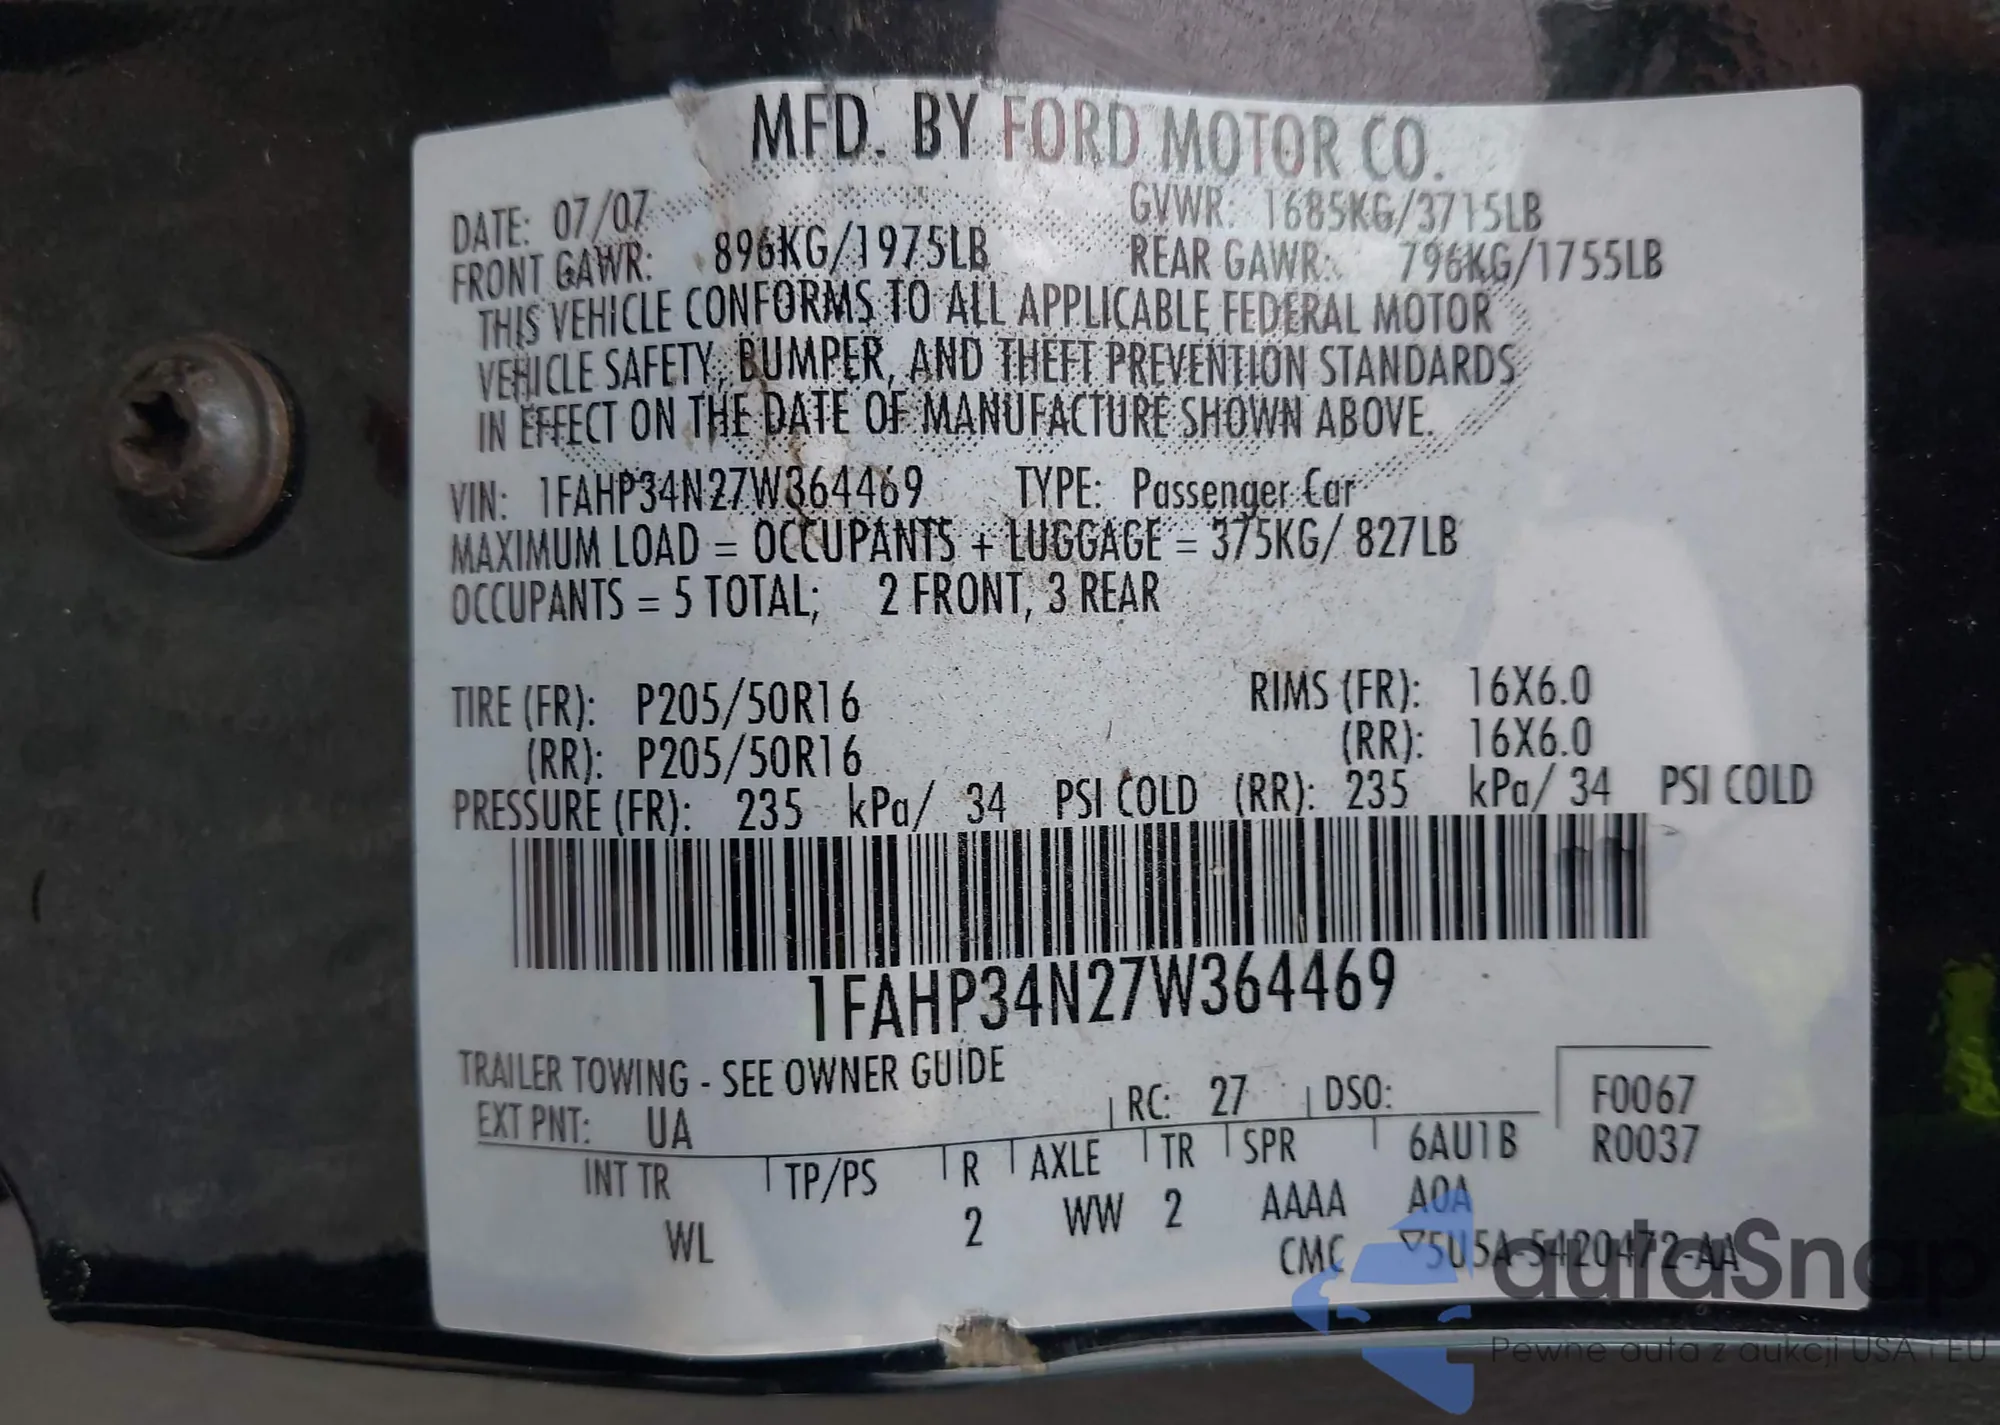 MFD. BY FORD MOTOR CO.
DATE: 07/07 GVWR: 1685KG/3715LB
FRONT GAWR: 896KG/1975LB REAR GAWR: 796KG/1755LB
THIS VEHICLE CONFORMS TO ALL APPLICABLE FEDERAL MOTOR
VEHICLE SAFETY, BUMPER, AND THEFT PREVENTION STANDARDS
IN EFFECT ON THE DATE OF MANUFACTURE SHOWN ABOVE.
VIN: 1FAHP34N27W364469 TYPE: Passenger Car
MAXIMUM LOAD = OCCUPANTS + LUGGAGE = 375KG/ 827LB
OCCUPANTS = 5 TOTAL; 2 FRONT, 3 REAR
TIRE (FR): P205/50R16 RIMS (FR): 16X6.0
(RR): P205/50R16 (RR): 16X6.0
PRESSURE (FR): 235 kPa/ 34 PSI COLD (RR): 235 kPa/ 34 PSI COLD
1FAHP34N27W364469
TRAILER TOWING - SEE OWNER GUIDE
EXT PNT: UA RC: 27 DSO: F0067
INT TR TP/PS R AXLE TR SPR 6AU1B R0037
WL 2 WW 2 AAAA A0A
CMC ▽5U5A-5420472-AA
autaSnap
Pewne auta z aukcji USA i EU